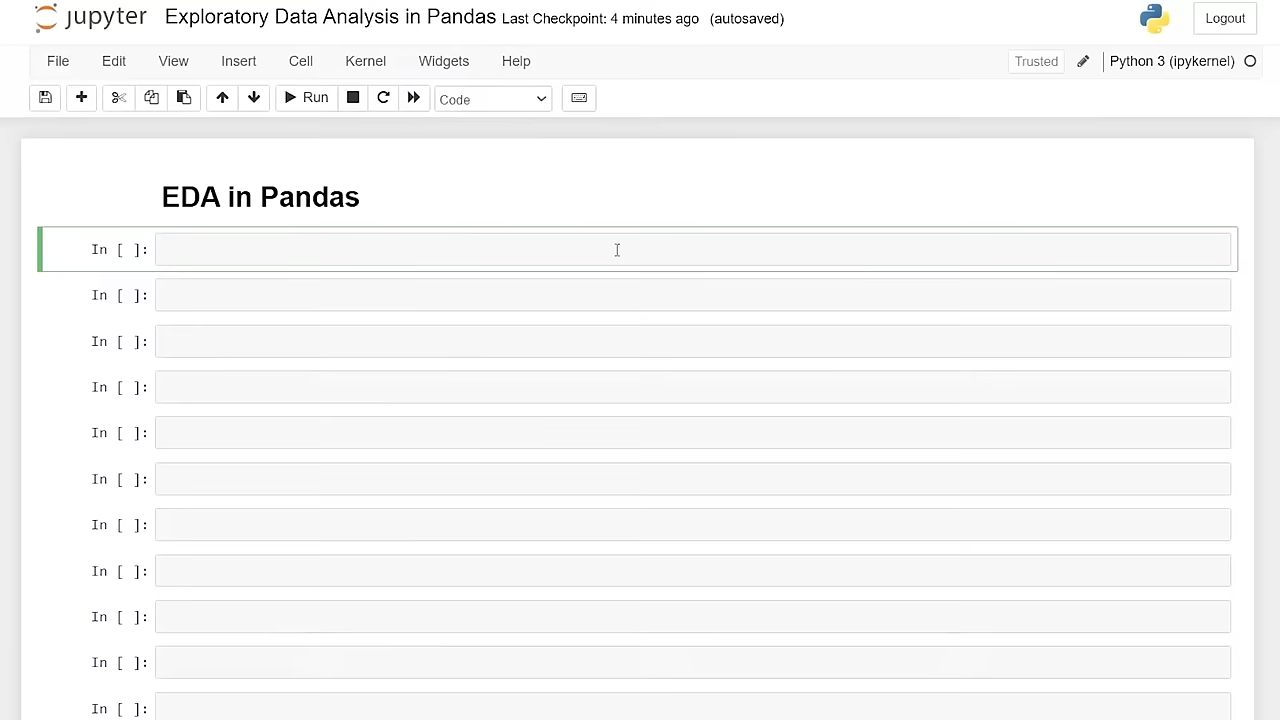 jupyter Exploratory Data Analysis in Pandas Last Checkpoint: 4 minutes ago (autosaved) Logout
File Edit View Insert Cell Kernel Widgets Help Trusted Python 3 (ipykernel)
Run Code
EDA in Pandas
In [ ]:
In [ ]:
In [ ]:
In [ ]:
In [ ]:
In [ ]:
In [ ]:
In [ ]:
In [ ]:
In [ ]:
In [ ]: